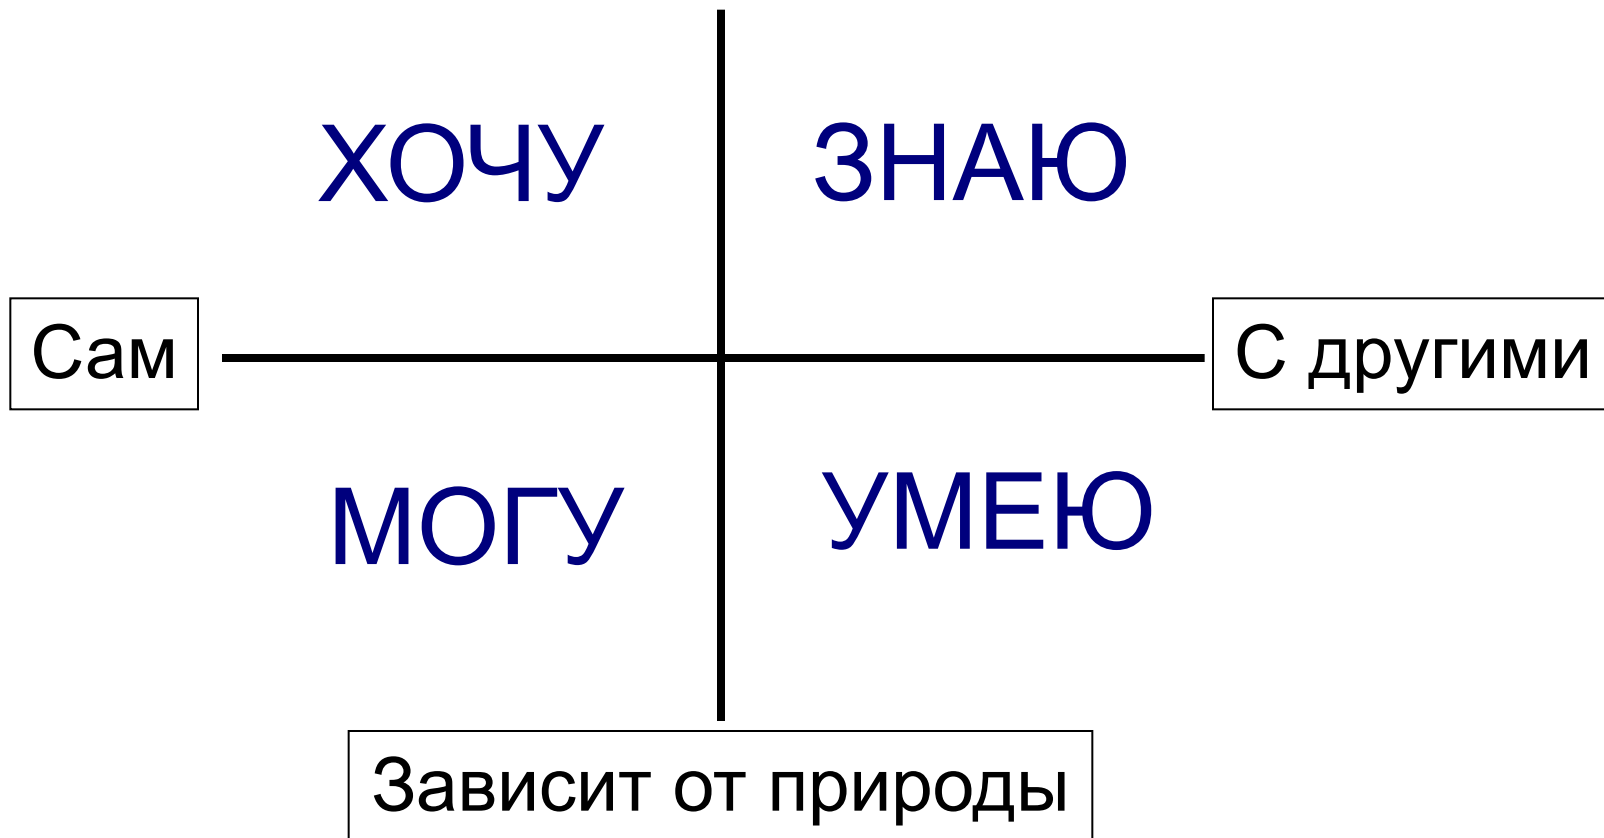 ХОЧУ ЗНАЮ
Сам С другими
МОГУ УМЕЮ
Зависит от природы